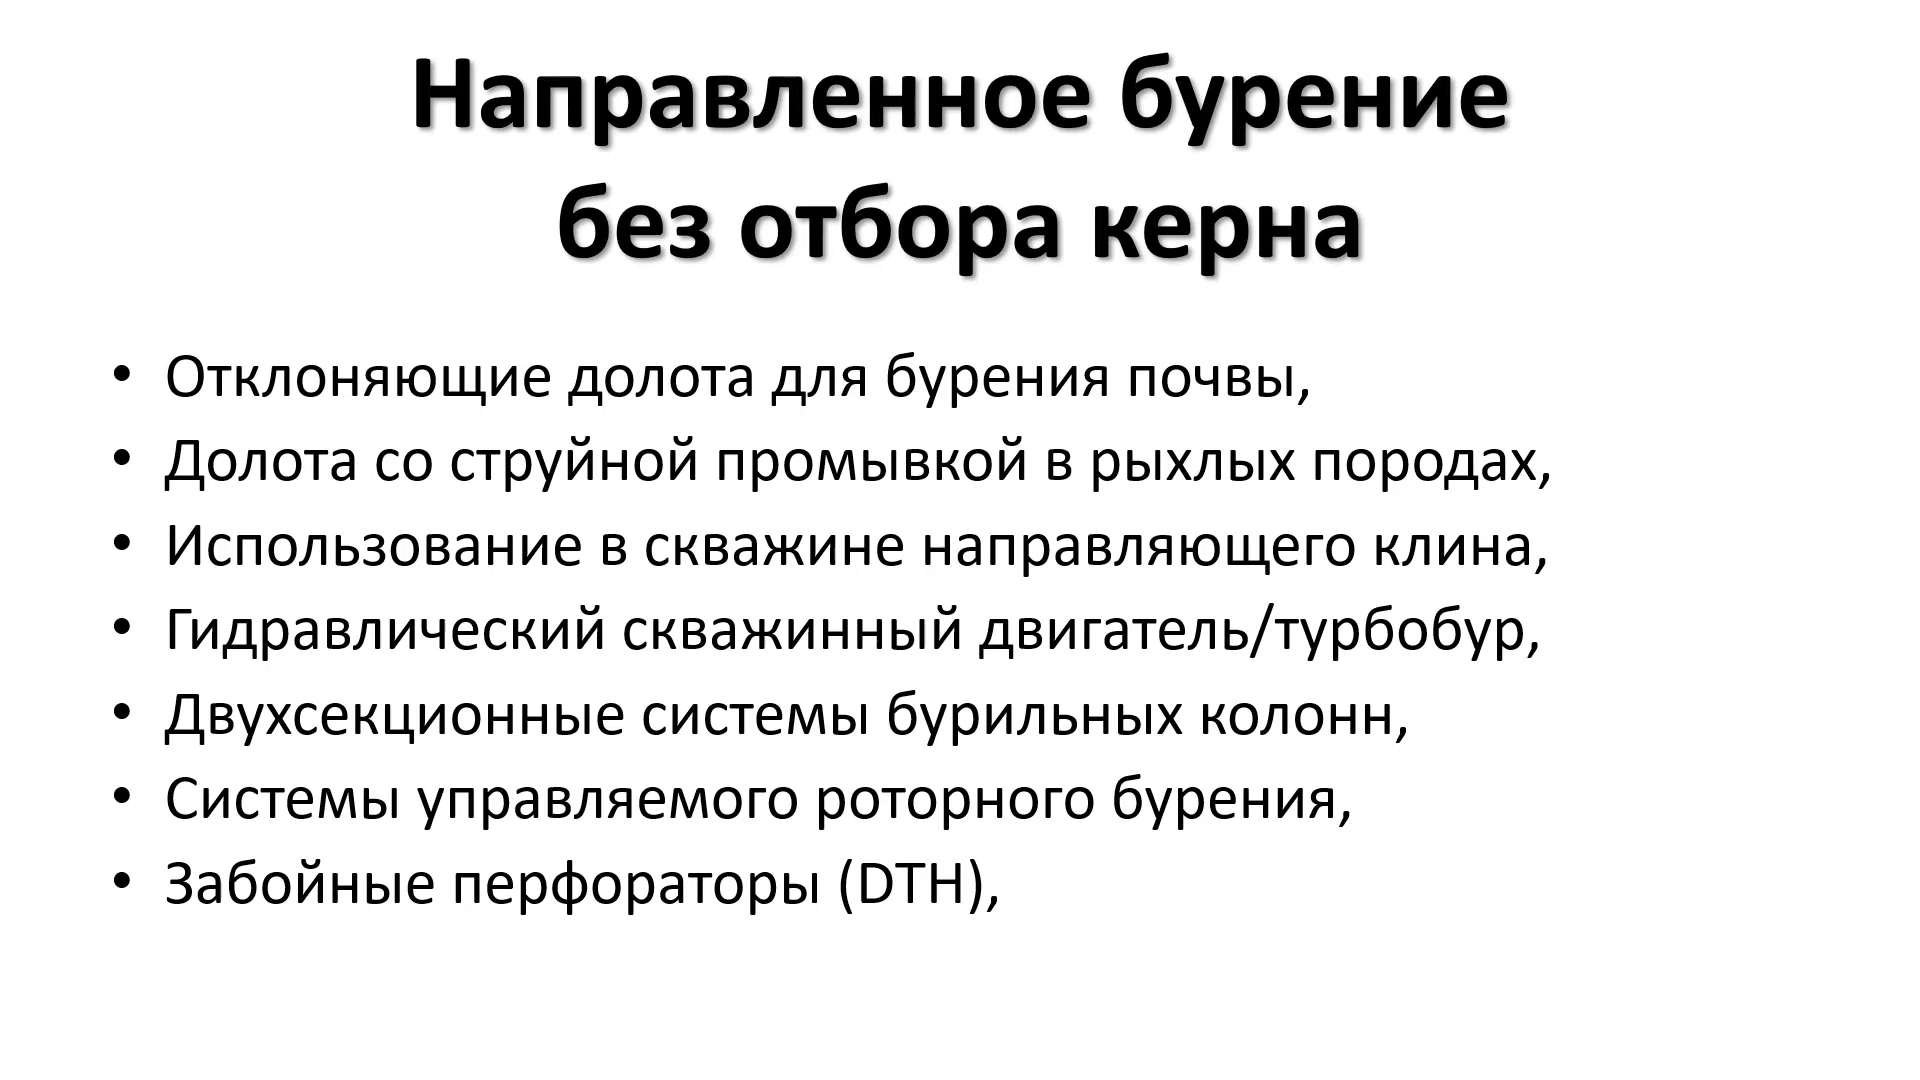 Направленное бурение
без отбора керна
• Отклоняющие долота для бурения почвы,
• Долота со струйной промывкой в рыхлых породах,
• Использование в скважине направляющего клина,
• Гидравлический скважинный двигатель/турбобур,
• Двухсекционные системы бурильных колонн,
• Системы управляемого роторного бурения,
• Забойные перфораторы (DTH),